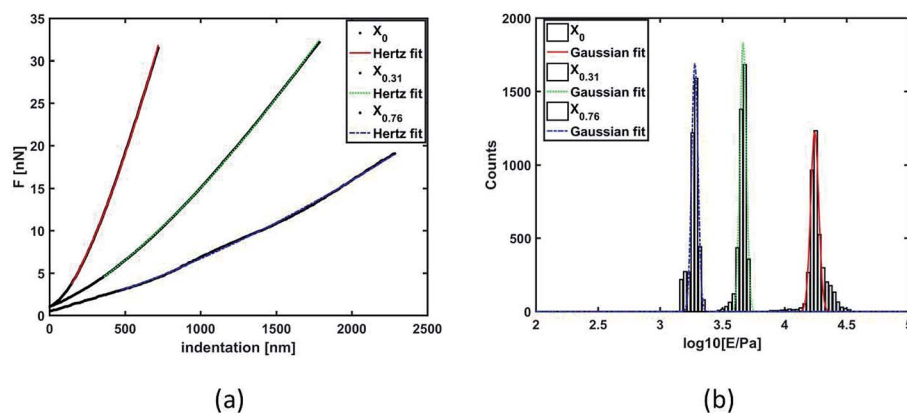 35
30
25
20
15
10
5
0
F [nN]
0
500
1000
1500
2000
2500
indentation [nm]
X0
Hertz fit
X0.31
Hertz fit
X0.76
Hertz fit
(a)
2000
1500
1000
500
0
Counts
2
2.5
3
3.5
4
4.5
5
log10[E/Pa]
X0
Gaussian fit
X0.31
Gaussian fit
X0.76
Gaussian fit
(b)